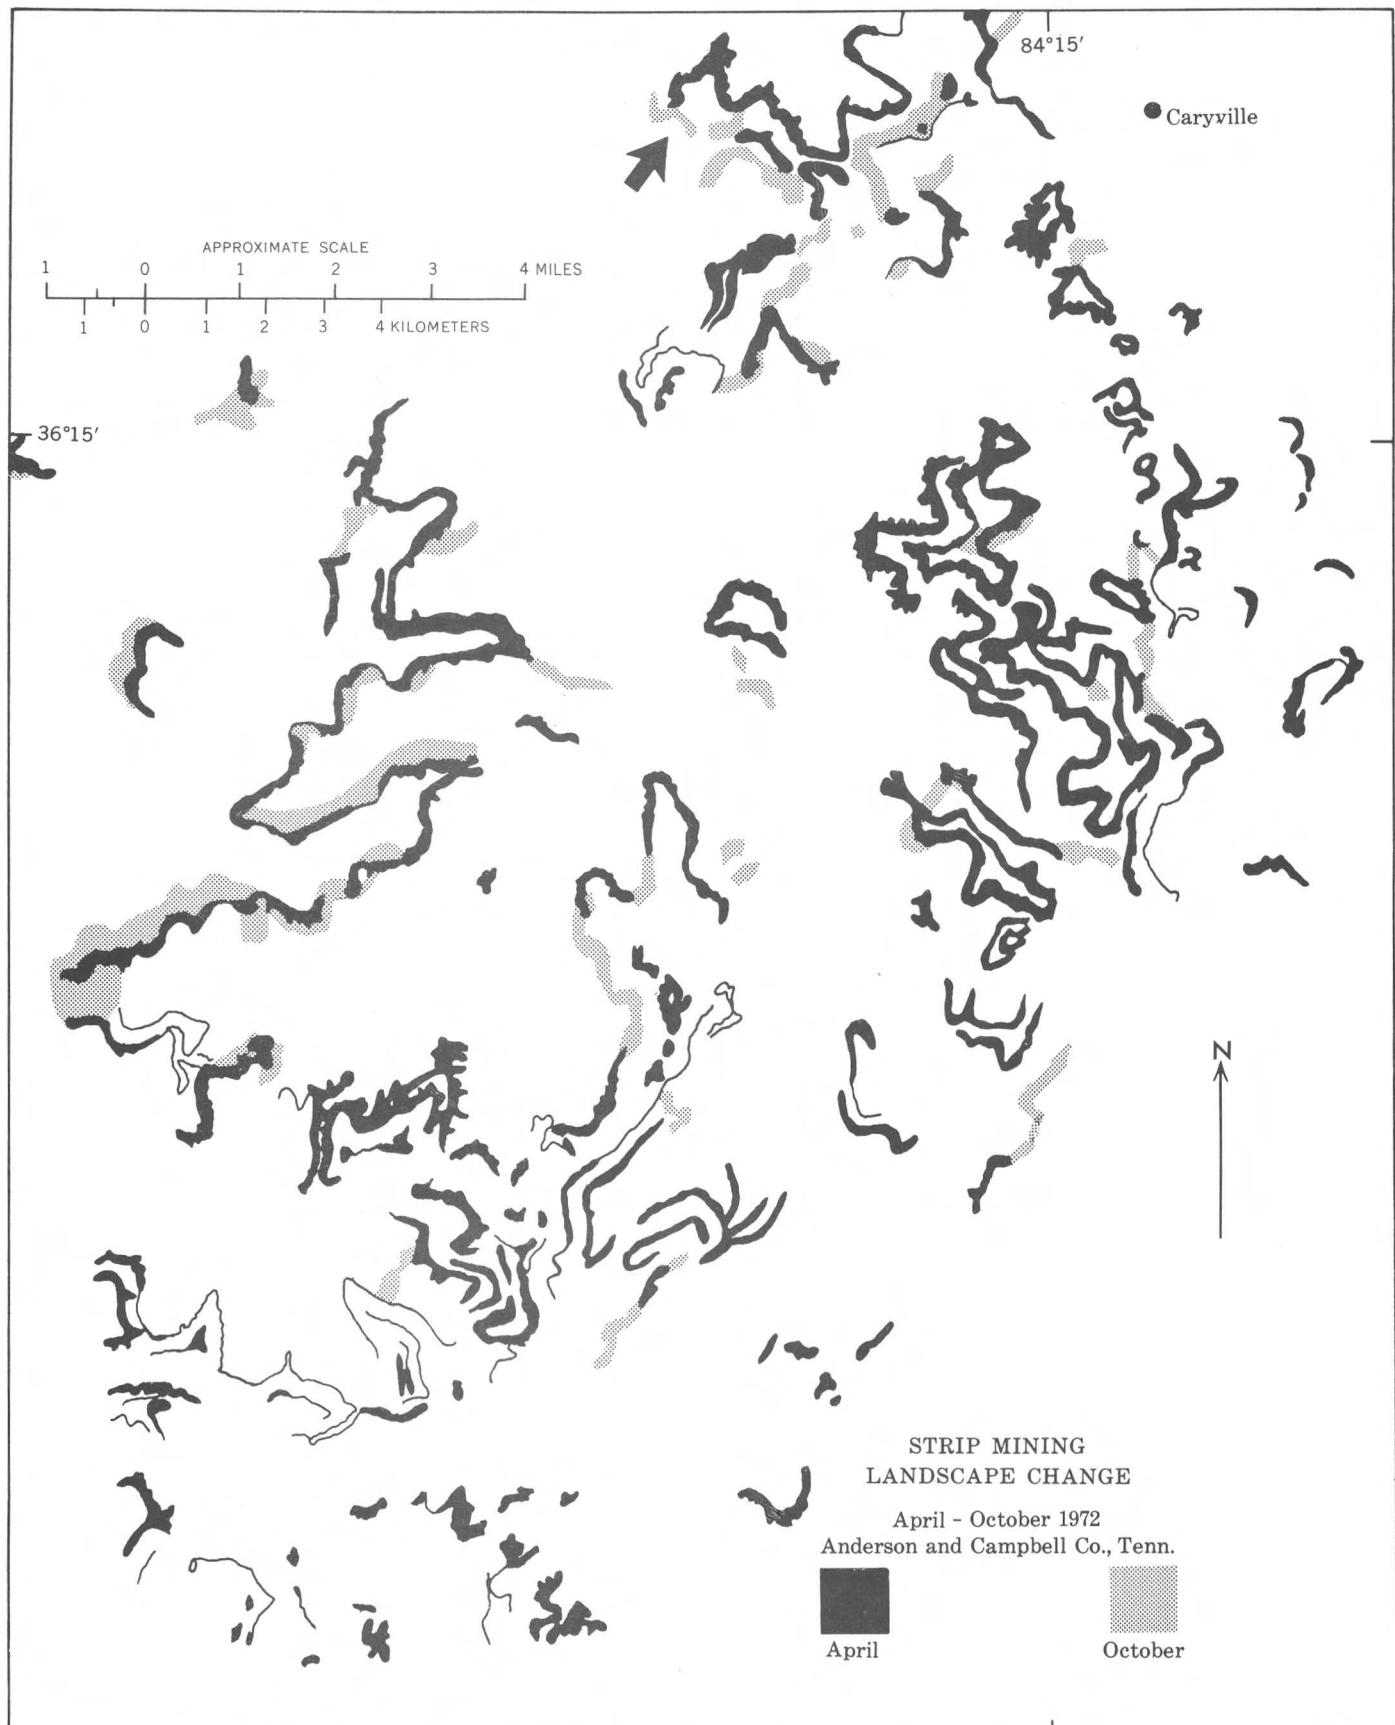 84°15′
Caryville
APPROXIMATE SCALE
1 0 1 2 3 4 MILES
1 0 1 2 3 4 KILOMETERS
36°15′
N
STRIP MINING
LANDSCAPE CHANGE
April - October 1972
Anderson and Campbell Co., Tenn.
April October